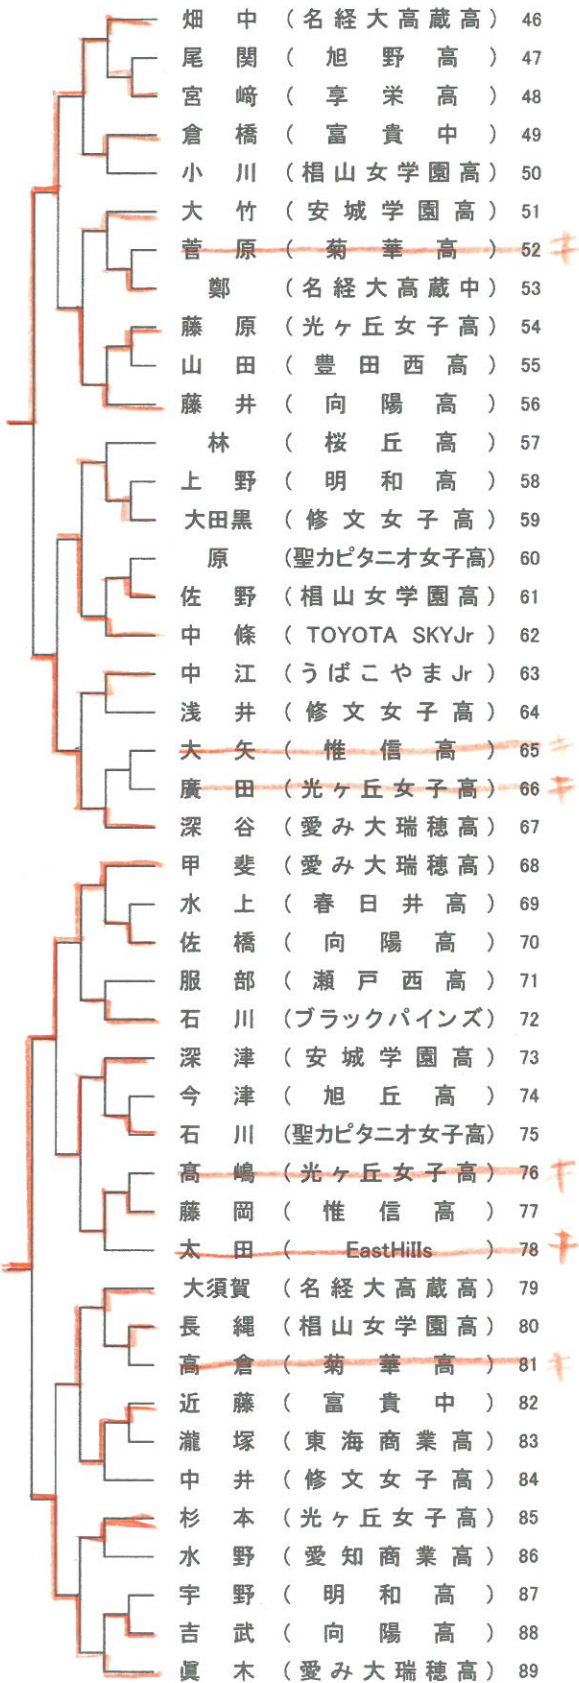 畑中（名経大高蔵高） 46
尾関（旭野高） 47
宮﨑（享栄高） 48
倉橋（富貴中） 49
小川（椙山女学園高） 50
大竹（安城学園高） 51
菅原（菊華高） 52 キ
鄭（名経大高蔵中） 53
藤原（光ヶ丘女子高） 54
山田（豊田西高） 55
藤井（向陽高） 56
林（桜丘高） 57
上野（明和高） 58
大田黒（修文女子高） 59
原（聖カピタニオ女子高） 60
佐野（椙山女学園高） 61
中條（TOYOTA SKYJr） 62
中江（うばこやまJr） 63
浅井（修文女子高） 64
大矢（惟信高） 65 キ
廣田（光ヶ丘女子高） 66 キ
深谷（愛み大瑞穂高） 67
甲斐（愛み大瑞穂高） 68
水上（春日井高） 69
佐橋（向陽高） 70
服部（瀬戸西高） 71
石川（ブラックパインズ） 72
深津（安城学園高） 73
今津（旭丘高） 74
石川（聖カピタニオ女子高） 75
髙嶋（光ヶ丘女子高） 76 キ
藤岡（惟信高） 77
太田（EastHills） 78 キ
大須賀（名経大高蔵高） 79
長縄（椙山女学園高） 80
高倉（菊華高） 81 キ
近藤（富貴中） 82
瀧塚（東海商業高） 83
中井（修文女子高） 84
杉本（光ヶ丘女子高） 85
水野（愛知商業高） 86
宇野（明和高） 87
吉武（向陽高） 88
眞木（愛み大瑞穂高） 89